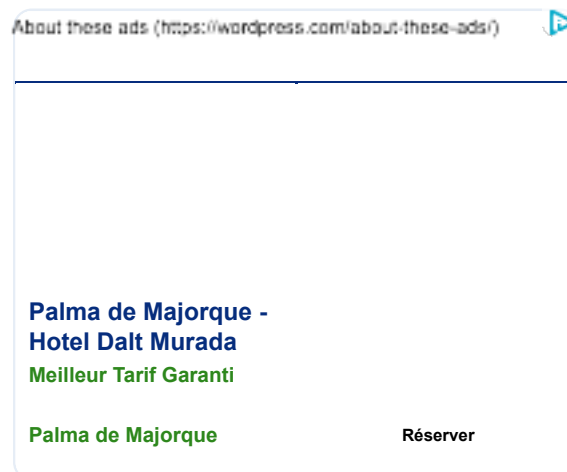 About these ads (https://wordpress.com/about-these-ads/)
Palma de Majorque -
Hotel Dalt Murada
Meilleur Tarif Garanti
Palma de Majorque
Réserver